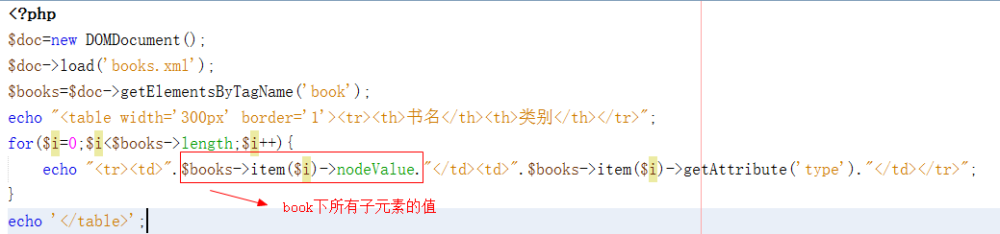 <?php
$doc=new DOMDocument();
$doc->load('books.xml');
$books=$doc->getElementsByTagName('book');
echo "<table width='300px' border='1'><tr><th>书名</th><th>类别</th></tr>";
for($i=0;$i<$books->length;$i++){
    echo "<tr><td>".$books->item($i)->nodeValue."</td><td>".$books->item($i)->getAttribute('type')."</td></tr>";
}
book下所有子元素的值
echo '</table>';